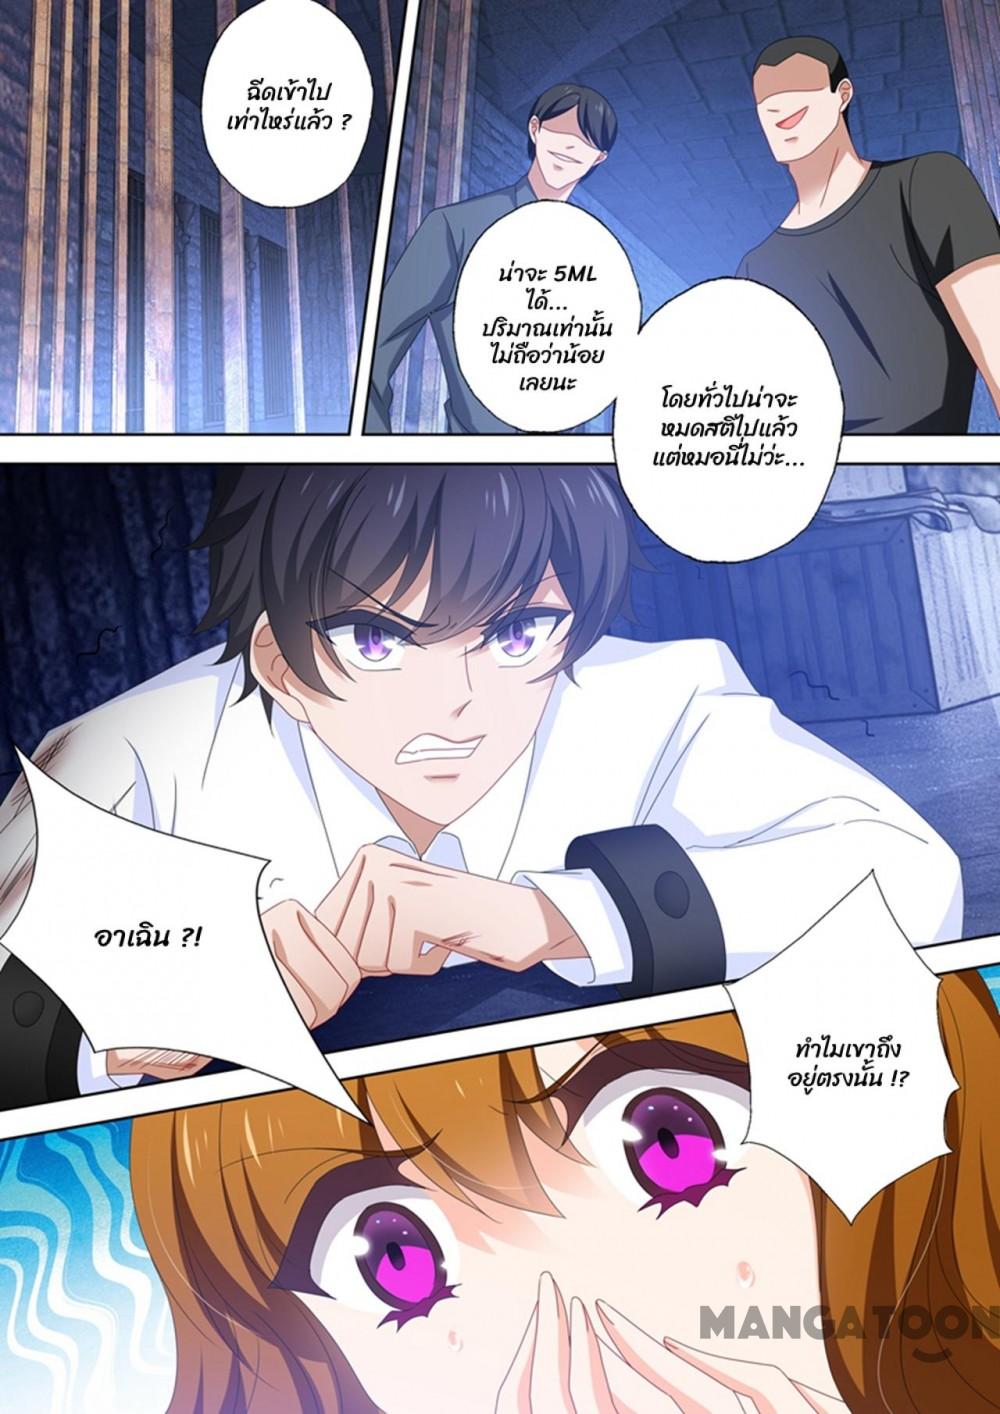 ฉีดเข้าไป
เท่าไหร่แล้ว ?
น่าจะ 5ML
ได้...
ปริมาณเท่านั้น
ไม่ถือว่าน้อย
เลยนะ
โดยทั่วไปน่าจะ
หมดสติไปแล้ว
แต่หมอนี่ไม่ว่ะ...
อาเฉิน ?!
ทำไมเขาถึง
อยู่ตรงนั้น !?
MANGATOON